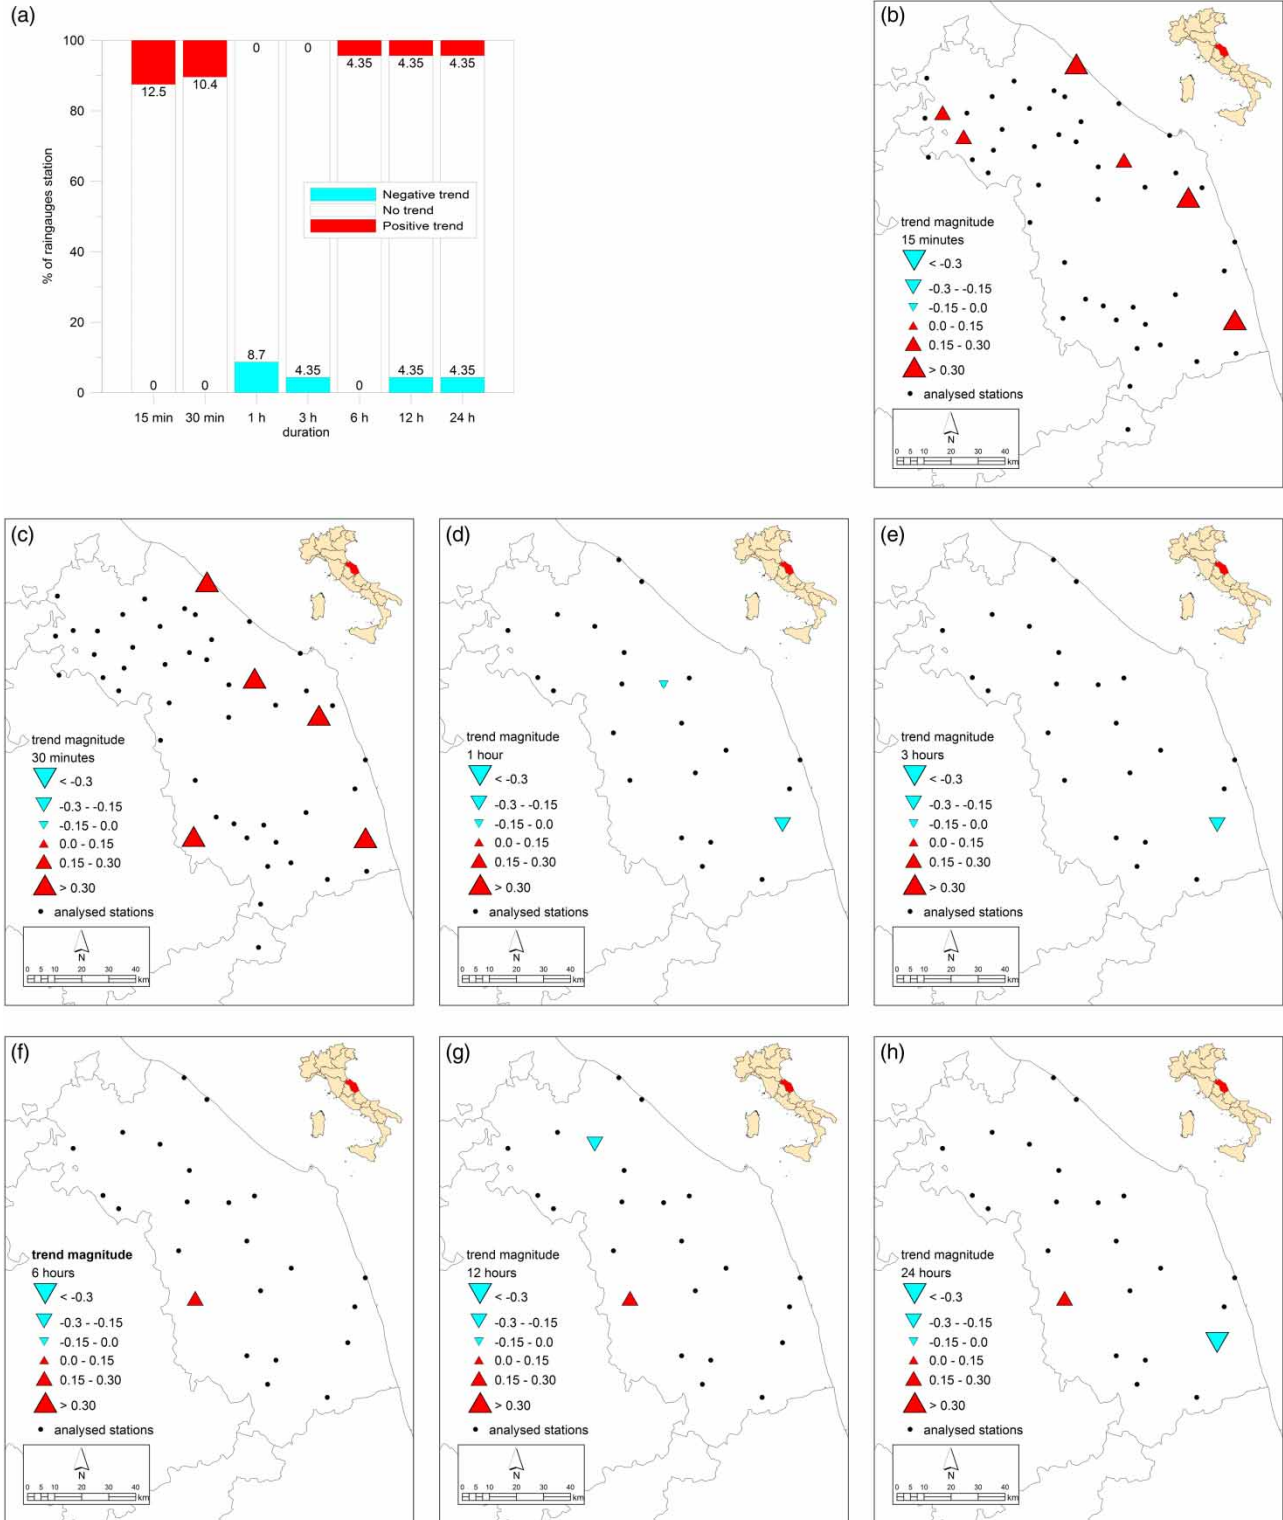 (a)
100
80
60
40
20
0
% of raingauges station
12.5
10.4
0
0
4.35
4.35
4.35
Negative trend
No trend
Positive trend
0
0
8.7
4.35
0
4.35
4.35
15 min
30 min
1 h
3 h
6 h
12 h
24 h
duration
(b)
trend magnitude
15 minutes
< -0.3
-0.3 - -0.15
-0.15 - 0.0
0.0 - 0.15
0.15 - 0.30
> 0.30
analysed stations
N
0 5 10 20 30 40
km
(c)
trend magnitude
30 minutes
< -0.3
-0.3 - -0.15
-0.15 - 0.0
0.0 - 0.15
0.15 - 0.30
> 0.30
analysed stations
N
0 5 10 20 30 40
km
(d)
trend magnitude
1 hour
< -0.3
-0.3 - -0.15
-0.15 - 0.0
0.0 - 0.15
0.15 - 0.30
> 0.30
analysed stations
N
0 5 10 20 30 40
km
(e)
trend magnitude
3 hours
< -0.3
-0.3 - -0.15
-0.15 - 0.0
0.0 - 0.15
0.15 - 0.30
> 0.30
analysed stations
N
0 5 10 20 30 40
km
(f)
trend magnitude
6 hours
< -0.3
-0.3 - -0.15
-0.15 - 0.0
0.0 - 0.15
0.15 - 0.30
> 0.30
analysed stations
N
0 5 10 20 30 40
km
(g)
trend magnitude
12 hours
< -0.3
-0.3 - -0.15
-0.15 - 0.0
0.0 - 0.15
0.15 - 0.30
> 0.30
analysed stations
N
0 5 10 20 30 40
km
(h)
trend magnitude
24 hours
< -0.3
-0.3 - -0.15
-0.15 - 0.0
0.0 - 0.15
0.15 - 0.30
> 0.30
analysed stations
N
0 5 10 20 30 40
km